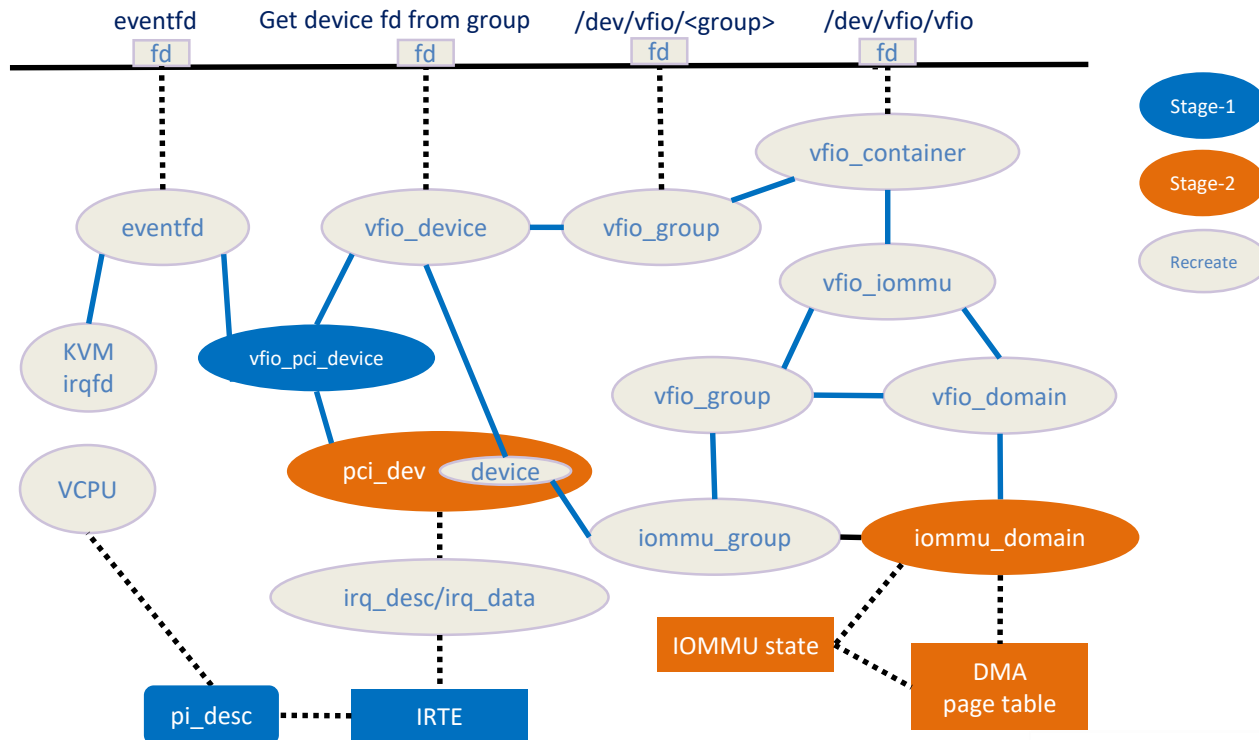 eventfd
Get device fd from group
/dev/vfio/<group>
/dev/vfio/vfio
fd
fd
fd
fd
Stage-1
Stage-2
Recreate
vfio_container
eventfd
vfio_device
vfio_group
vfio_iommu
KVM
irqfd
vfio_pci_device
vfio_group
vfio_domain
VCPU
pci_dev
device
iommu_group
iommu_domain
irq_desc/irq_data
IOMMU state
DMA
page table
pi_desc
IRTE